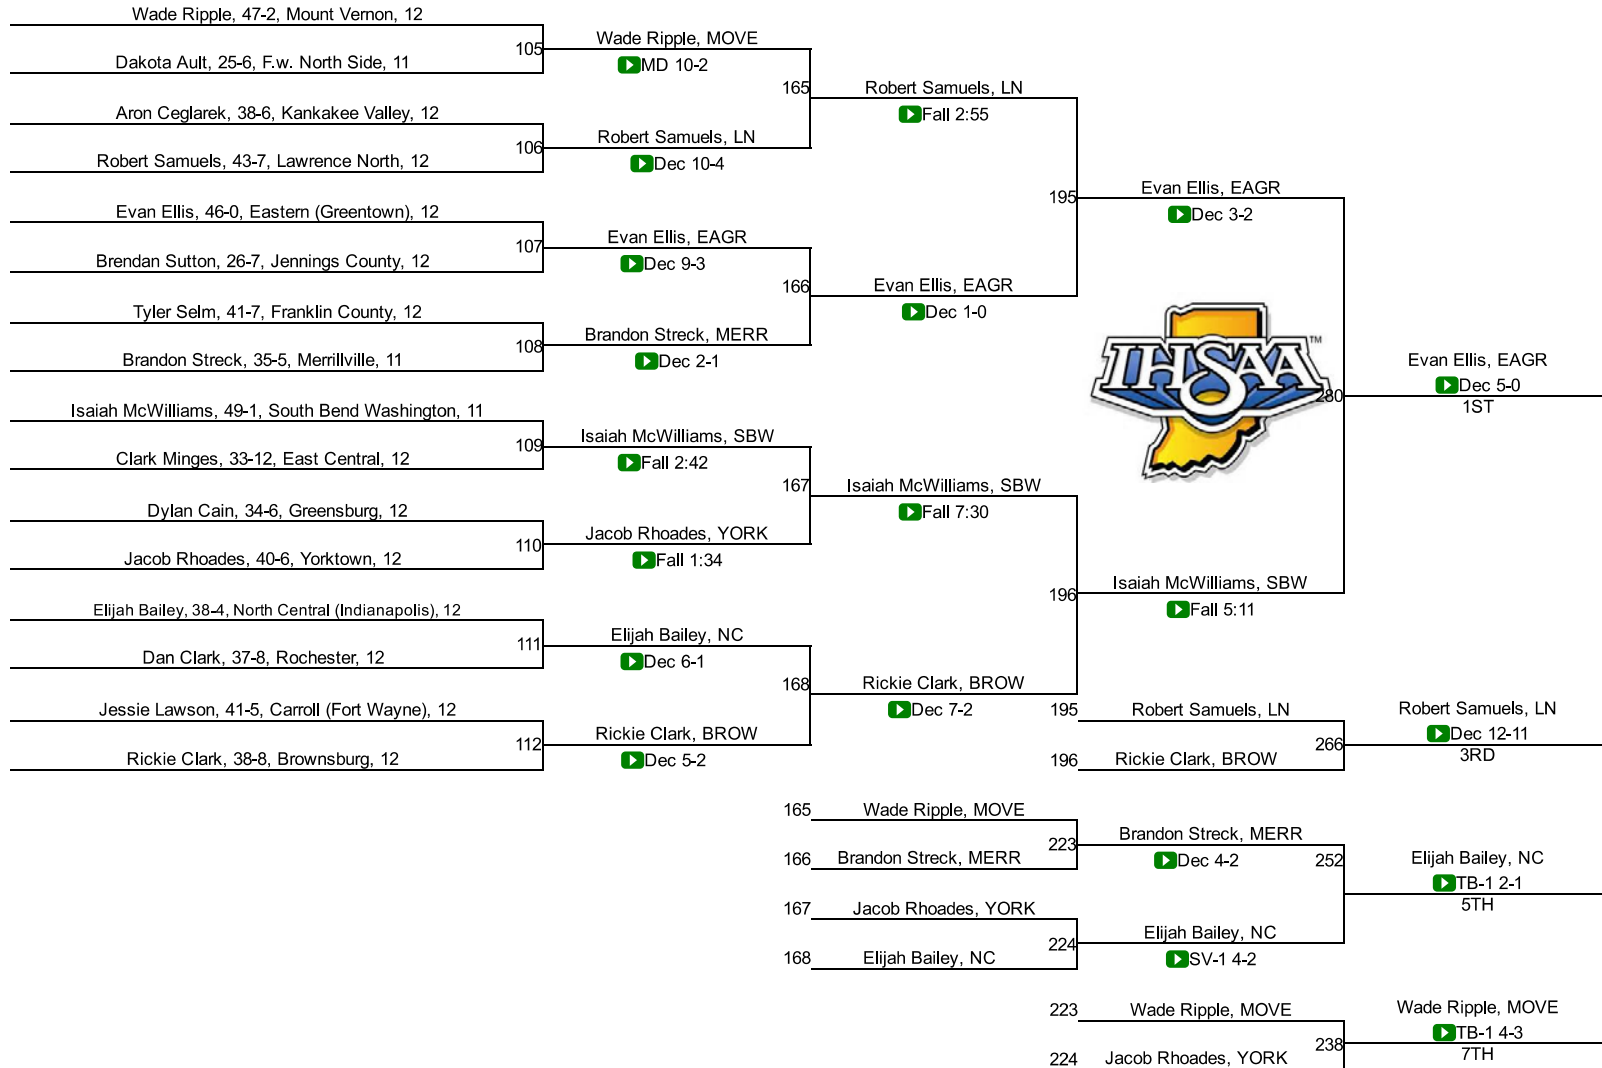 Wade Ripple, 47-2, Mount Vernon, 12
105
Dakota Ault, 25-6, F.w. North Side, 11
Wade Ripple, MOVE
MD 10-2
165
Aron Ceglarek, 38-6, Kankakee Valley, 12
106
Robert Samuels, 43-7, Lawrence North, 12
Robert Samuels, LN
Dec 10-4
Robert Samuels, LN
Fall 2:55
195
Evan Ellis, 46-0, Eastern (Greentown), 12
107
Brendan Sutton, 26-7, Jennings County, 12
Evan Ellis, EAGR
Dec 9-3
166
Tyler Selm, 41-7, Franklin County, 12
108
Brandon Streck, 35-5, Merrillville, 11
Brandon Streck, MERR
Dec 2-1
Evan Ellis, EAGR
Dec 1-0
Evan Ellis, EAGR
Dec 3-2
IHSAA
TM
280
Evan Ellis, EAGR
Dec 5-0
1ST
Isaiah McWilliams, 49-1, South Bend Washington, 11
109
Clark Minges, 33-12, East Central, 12
Isaiah McWilliams, SBW
Fall 2:42
167
Dylan Cain, 34-6, Greensburg, 12
110
Jacob Rhoades, 40-6, Yorktown, 12
Jacob Rhoades, YORK
Fall 1:34
Isaiah McWilliams, SBW
Fall 7:30
196
Isaiah McWilliams, SBW
Fall 5:11
Elijah Bailey, 38-4, North Central (Indianapolis), 12
111
Dan Clark, 37-8, Rochester, 12
Elijah Bailey, NC
Dec 6-1
168
Jessie Lawson, 41-5, Carroll (Fort Wayne), 12
112
Rickie Clark, 38-8, Brownsburg, 12
Rickie Clark, BROW
Dec 5-2
Rickie Clark, BROW
Dec 7-2
195
Robert Samuels, LN
266
196
Rickie Clark, BROW
Robert Samuels, LN
Dec 12-11
3RD
165
Wade Ripple, MOVE
223
166
Brandon Streck, MERR
Brandon Streck, MERR
Dec 4-2
252
167
Jacob Rhoades, YORK
224
168
Elijah Bailey, NC
Elijah Bailey, NC
SV-1 4-2
Elijah Bailey, NC
TB-1 2-1
5TH
223
Wade Ripple, MOVE
238
224
Jacob Rhoades, YORK
Wade Ripple, MOVE
TB-1 4-3
7TH